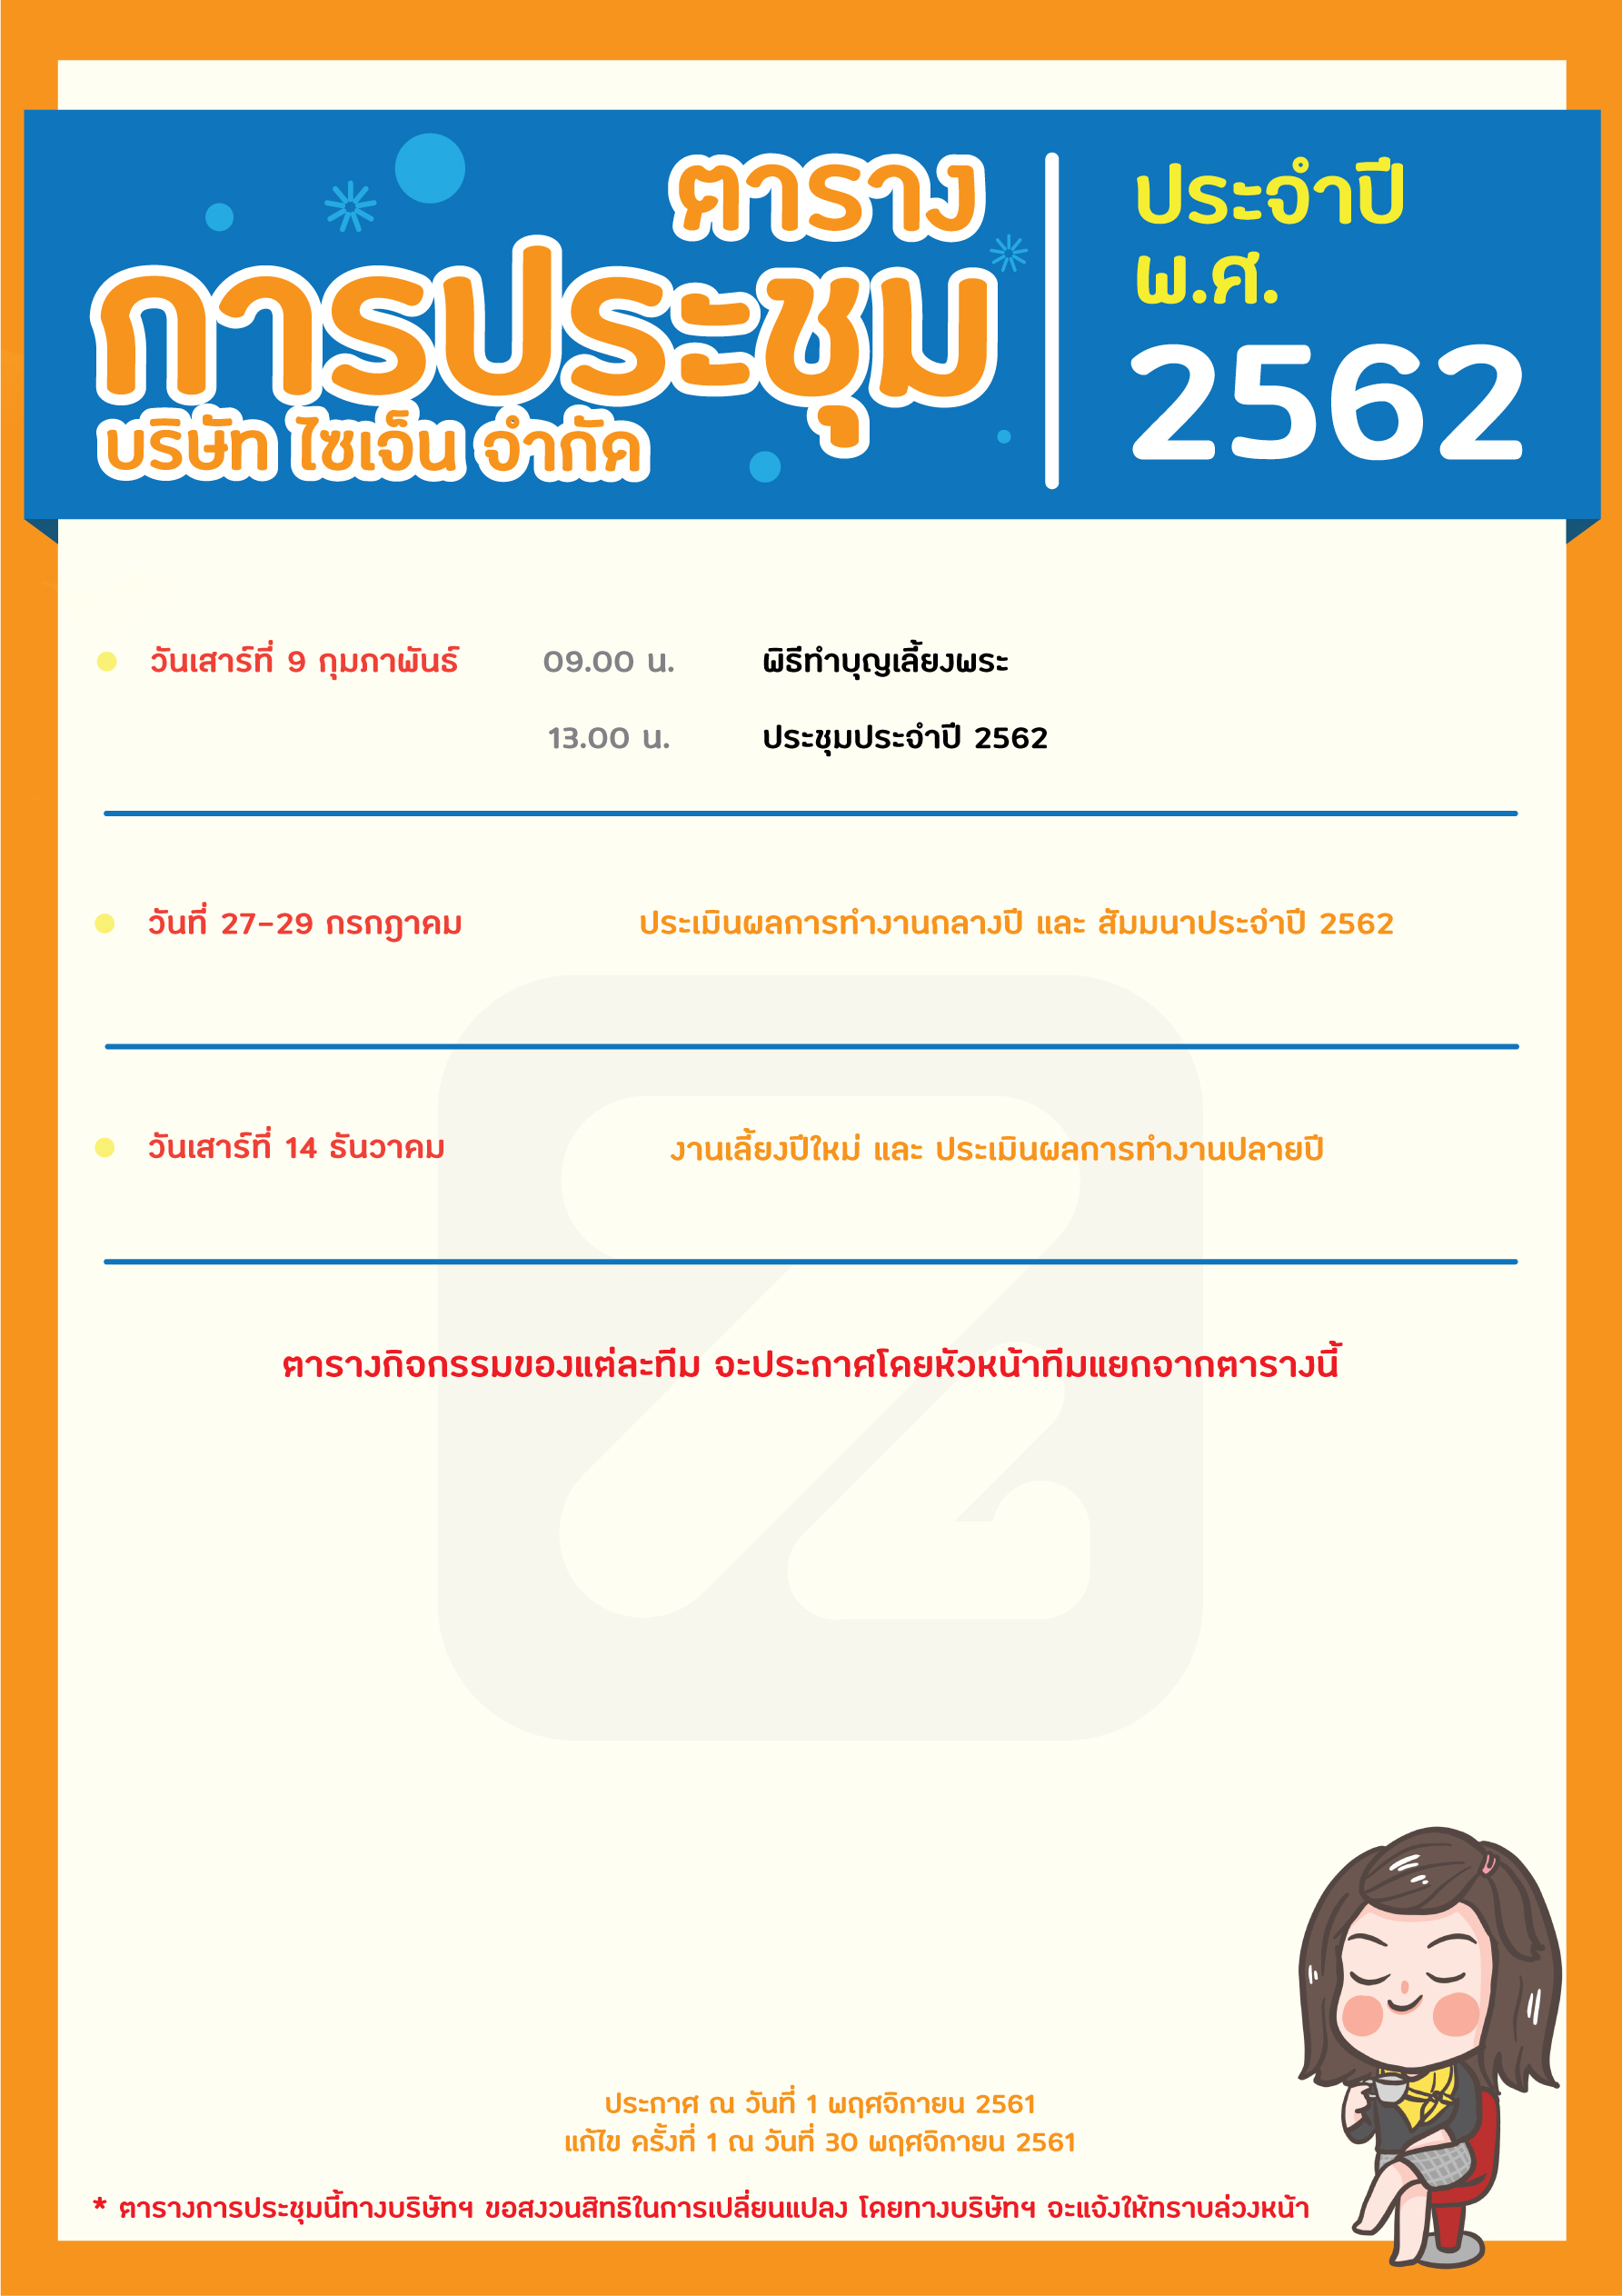 ตาราง
การประชุม
บริษัท ไซเจ็น จำกัด
ประจำปี
พ.ศ.
2562
วันเสาร์ที่ 9 กุมภาพันธ์ 09.00 น. พิธีทำบุญเลี้ยงพระ
13.00 น. ประชุมประจำปี 2562
วันที่ 27-29 กรกฎาคม ประเมินผลการทำงานกลางปี และ สัมมนาประจำปี 2562
วันเสาร์ที่ 14 ธันวาคม งานเลี้ยงปีใหม่ และ ประเมินผลการทำงานปลายปี
ตารางกิจกรรมของแต่ละทีม จะประกาศโดยหัวหน้าทีมแยกจากตารางนี้
ประกาศ ณ วันที่ 1 พฤศจิกายน 2561
แก้ไข ครั้งที่ 1 ณ วันที่ 30 พฤศจิกายน 2561
* ตารางการประชุมนี้ทางบริษัทฯ ขอสงวนสิทธิในการเปลี่ยนแปลง โดยทางบริษัทฯ จะแจ้งให้ทราบล่วงหน้า